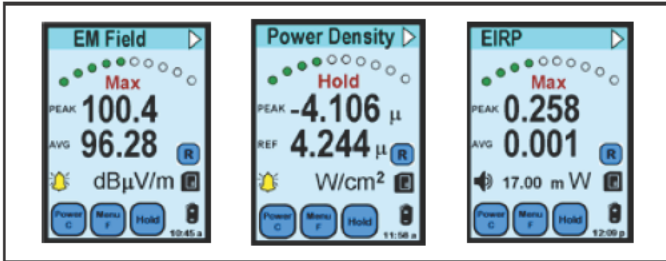 EM Field
Max
PEAK 100.4
AVG 96.28
R
dBµV/m
Power C
Menu F
Hold
10:45 a
Power Density
Hold
PEAK -4.106 µ
REF 4.244 µ
R
W/cm²
Power C
Menu F
Hold
11:56 a
EIRP
Max
PEAK 0.258
AVG 0.001
R
17.00 m W
Power C
Menu F
Hold
12:09 p